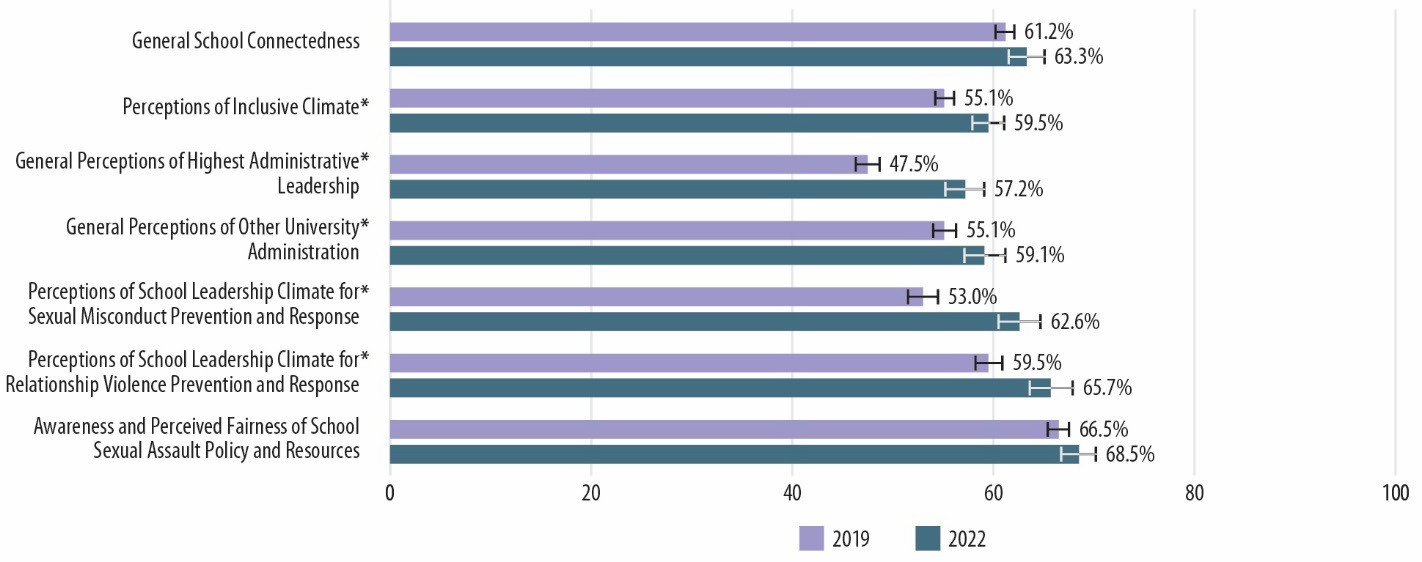 61.2%
General School Connectedness
63.3%
55.1%
Perceptions of Inclusive Climate*
59.5%
General Perceptions of Highest Administrative*
47.5%
Leadership
57.2%
General Perceptions of Other University*
55.1%
Administration
59.1%
Perceptions of School Leadership Climate for*
53.0%
Sexual Misconduct Prevention and Response
62.6%
Perceptions of School Leadership Climate for*
59.5%
Relationship Violence Prevention and Response
65.7%
Awareness and Perceived Fairness of School
66.5%
Sexual Assault Policy and Resources
68.5%
0 20 40 60 80 100
2019 2022